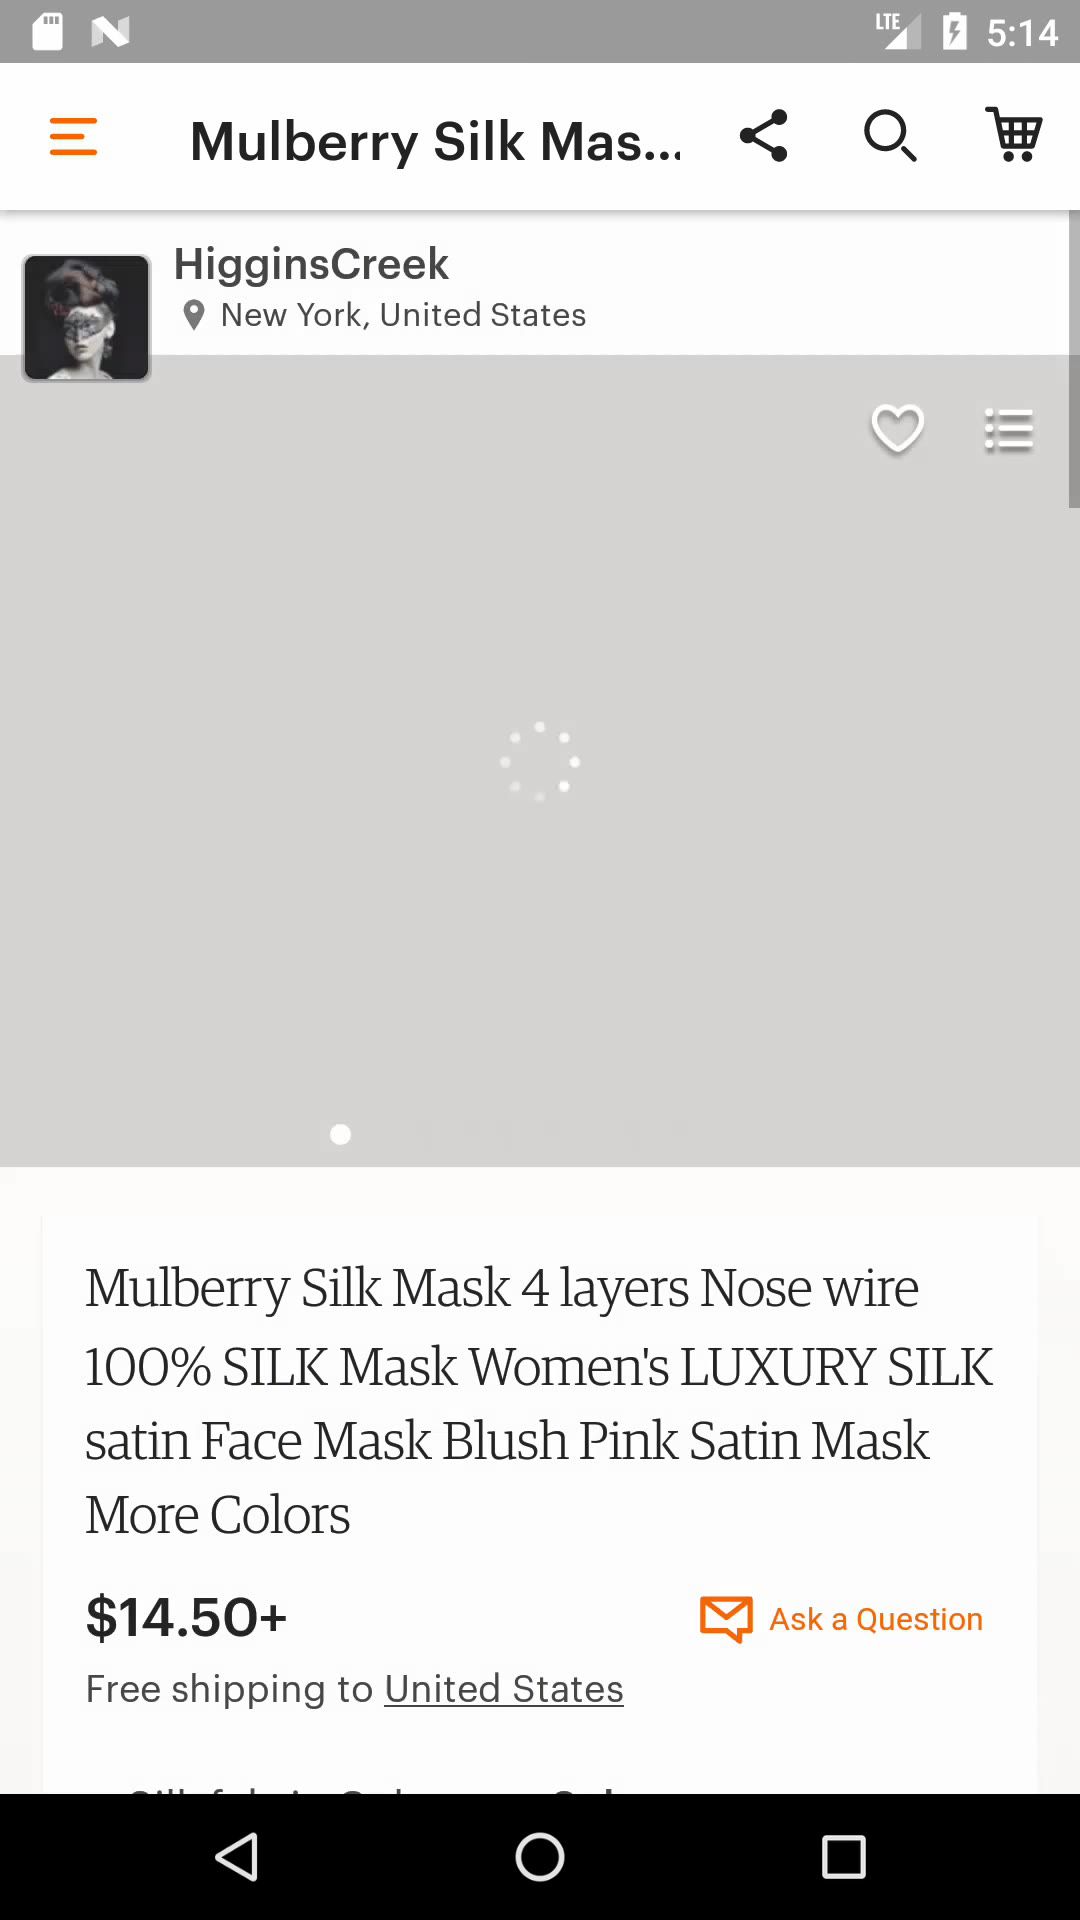 LTE 5:14
Mulberry Silk Mas...
HigginsCreek
New York, United States
Mulberry Silk Mask 4 layers Nose wire
100% SILK Mask Women's LUXURY SILK
satin Face Mask Blush Pink Satin Mask
More Colors
$14.50+
Ask a Question
Free shipping to United States